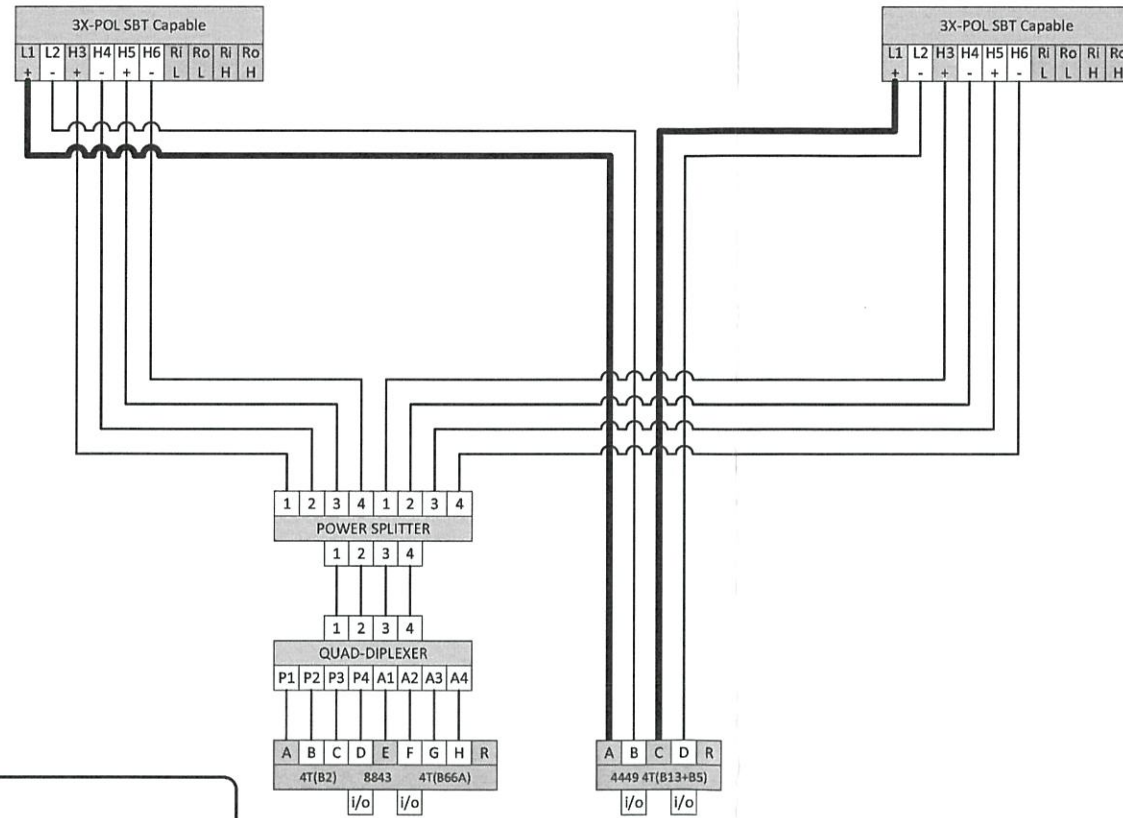 3X-POL SBT Capable
L1 L2 H3 H4 H5 H6 Ri Ro Ri Ro
+ - + - + - L L H H
3X-POL SBT Capable
L1 L2 H3 H4 H5 H6 Ri Ro Ri Ro
+ - + - + - L L H H
1 2 3 4 1 2 3 4
POWER SPLITTER
1 2 3 4
1 2 3 4
QUAD-DIPLEXER
P1 P2 P3 P4 A1 A2 A3 A4
A B C D E F G H R
4T(B2) 8843 4T(B66A)
i/o i/o
A B C D R
4449 4T(B13+B5)
i/o i/o